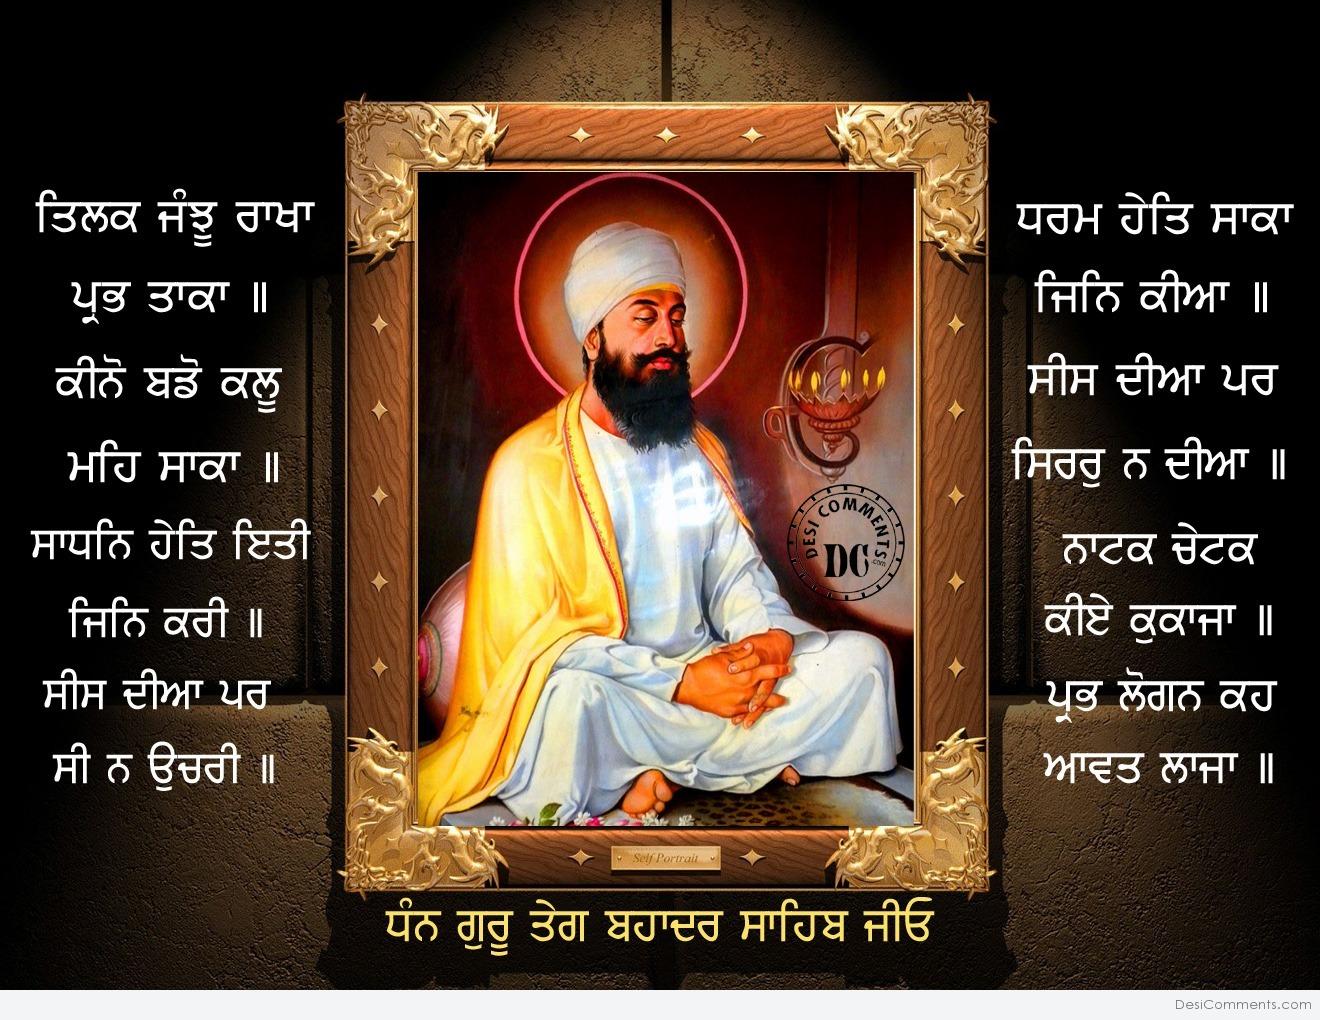 ਤਿਲਕ ਜੰਞੂ ਰਾਖਾ
ਪ੍ਰਭ ਤਾਕਾ ॥
ਕੀਨੋ ਬਡੋ ਕਲੂ
ਮਹਿ ਸਾਕਾ ॥
ਸਾਧਨਿ ਹੇਤਿ ਇਤੀ
ਜਿਨਿ ਕਰੀ ॥
ਸੀਸ ਦੀਆ ਪਰ
ਸੀ ਨ ਉਚਰੀ ॥
ਧਰਮ ਹੇਤਿ ਸਾਕਾ
ਜਿਨਿ ਕੀਆ ॥
ਸੀਸ ਦੀਆ ਪਰ
ਸਿਰਰੁ ਨ ਦੀਆ ॥
ਨਾਟਕ ਚੇਟਕ
ਕੀਏ ਕੁਕਾਜਾ ॥
ਪ੍ਰਭ ਲੋਗਨ ਕਹ
ਆਵਤ ਲਾਜਾ ॥
DESI COMMENTS
DC
.com
Self Portrait
ਧੰਨ ਗੁਰੂ ਤੇਗ ਬਹਾਦਰ ਸਾਹਿਬ ਜੀਓ
DesiComments.com